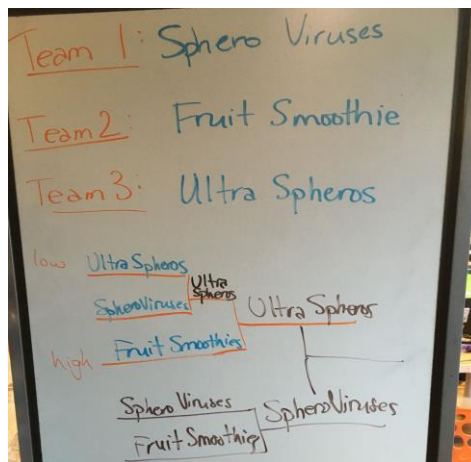 Team 1: Sphero Viruses
Team 2: Fruit Smoothie
Team 3: Ultra Spheros
low Ultra Spheros
Ultra
Spheros
Sphero Viruses
Ultra Spheros
high Fruit Smoothies
Sphero Viruses
Sphero Viruses
Fruit Smoothie